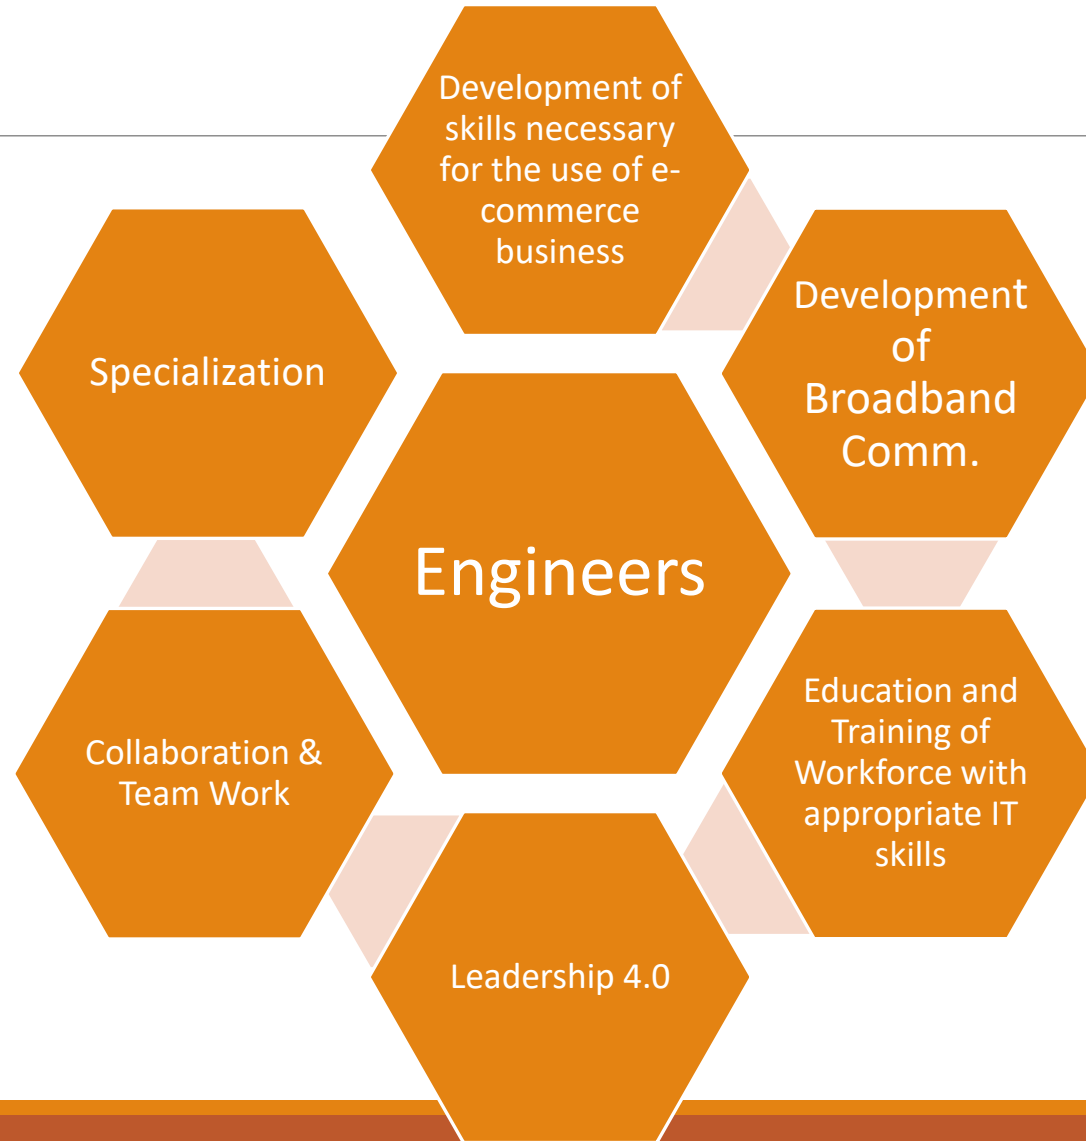 Development of
skills necessary
for the use of e-
commerce
business
Development
of
Broadband
Comm.
Education and
Training of
Workforce with
appropriate IT
skills
Leadership 4.0
Collaboration &
Team Work
Specialization
Engineers